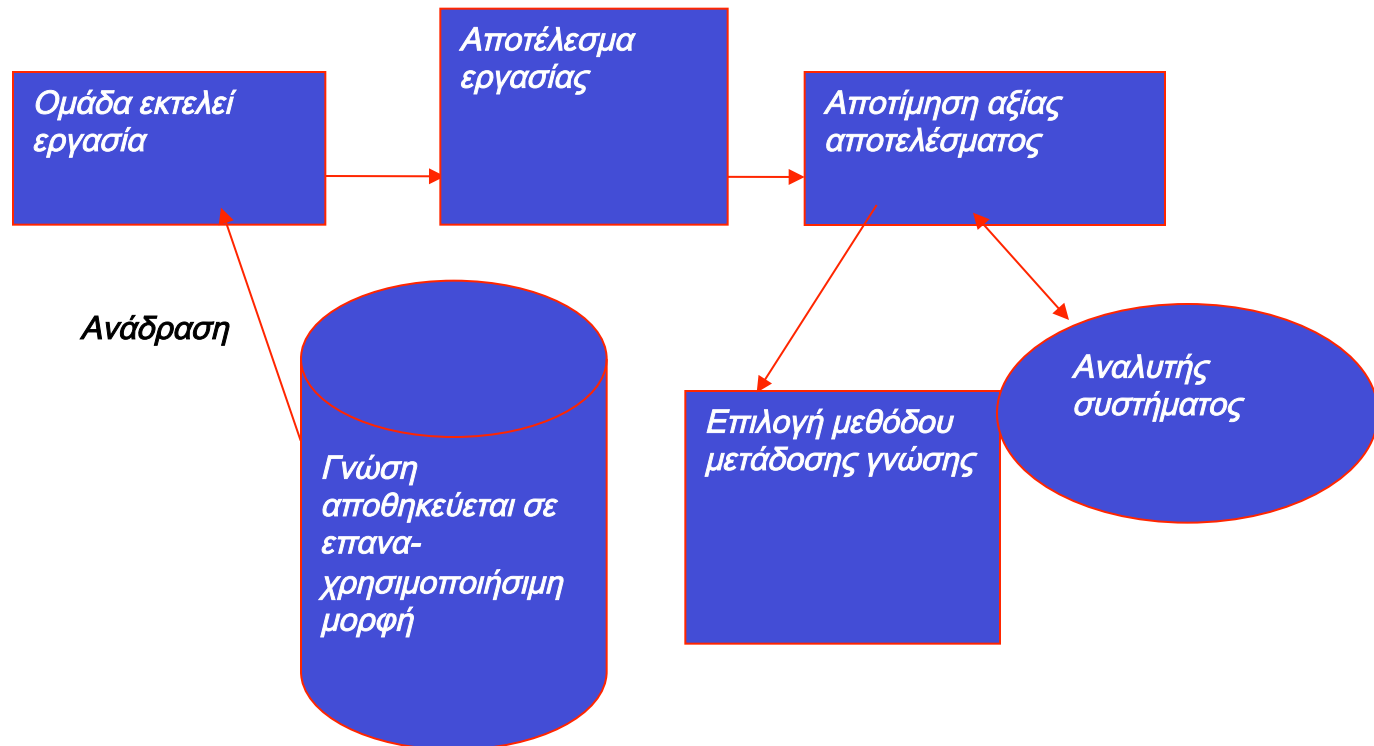 Ομάδα εκτελεί
εργασία
Αποτέλεσμα
εργασίας
Αποτίμηση αξίας
αποτελέσματος
Ανάδραση
Γνώση
αποθηκεύεται σε
επανα-
χρησιμοποιήσιμη
μορφή
Επιλογή μεθόδου
μετάδοσης γνώσης
Αναλυτής
συστήματος